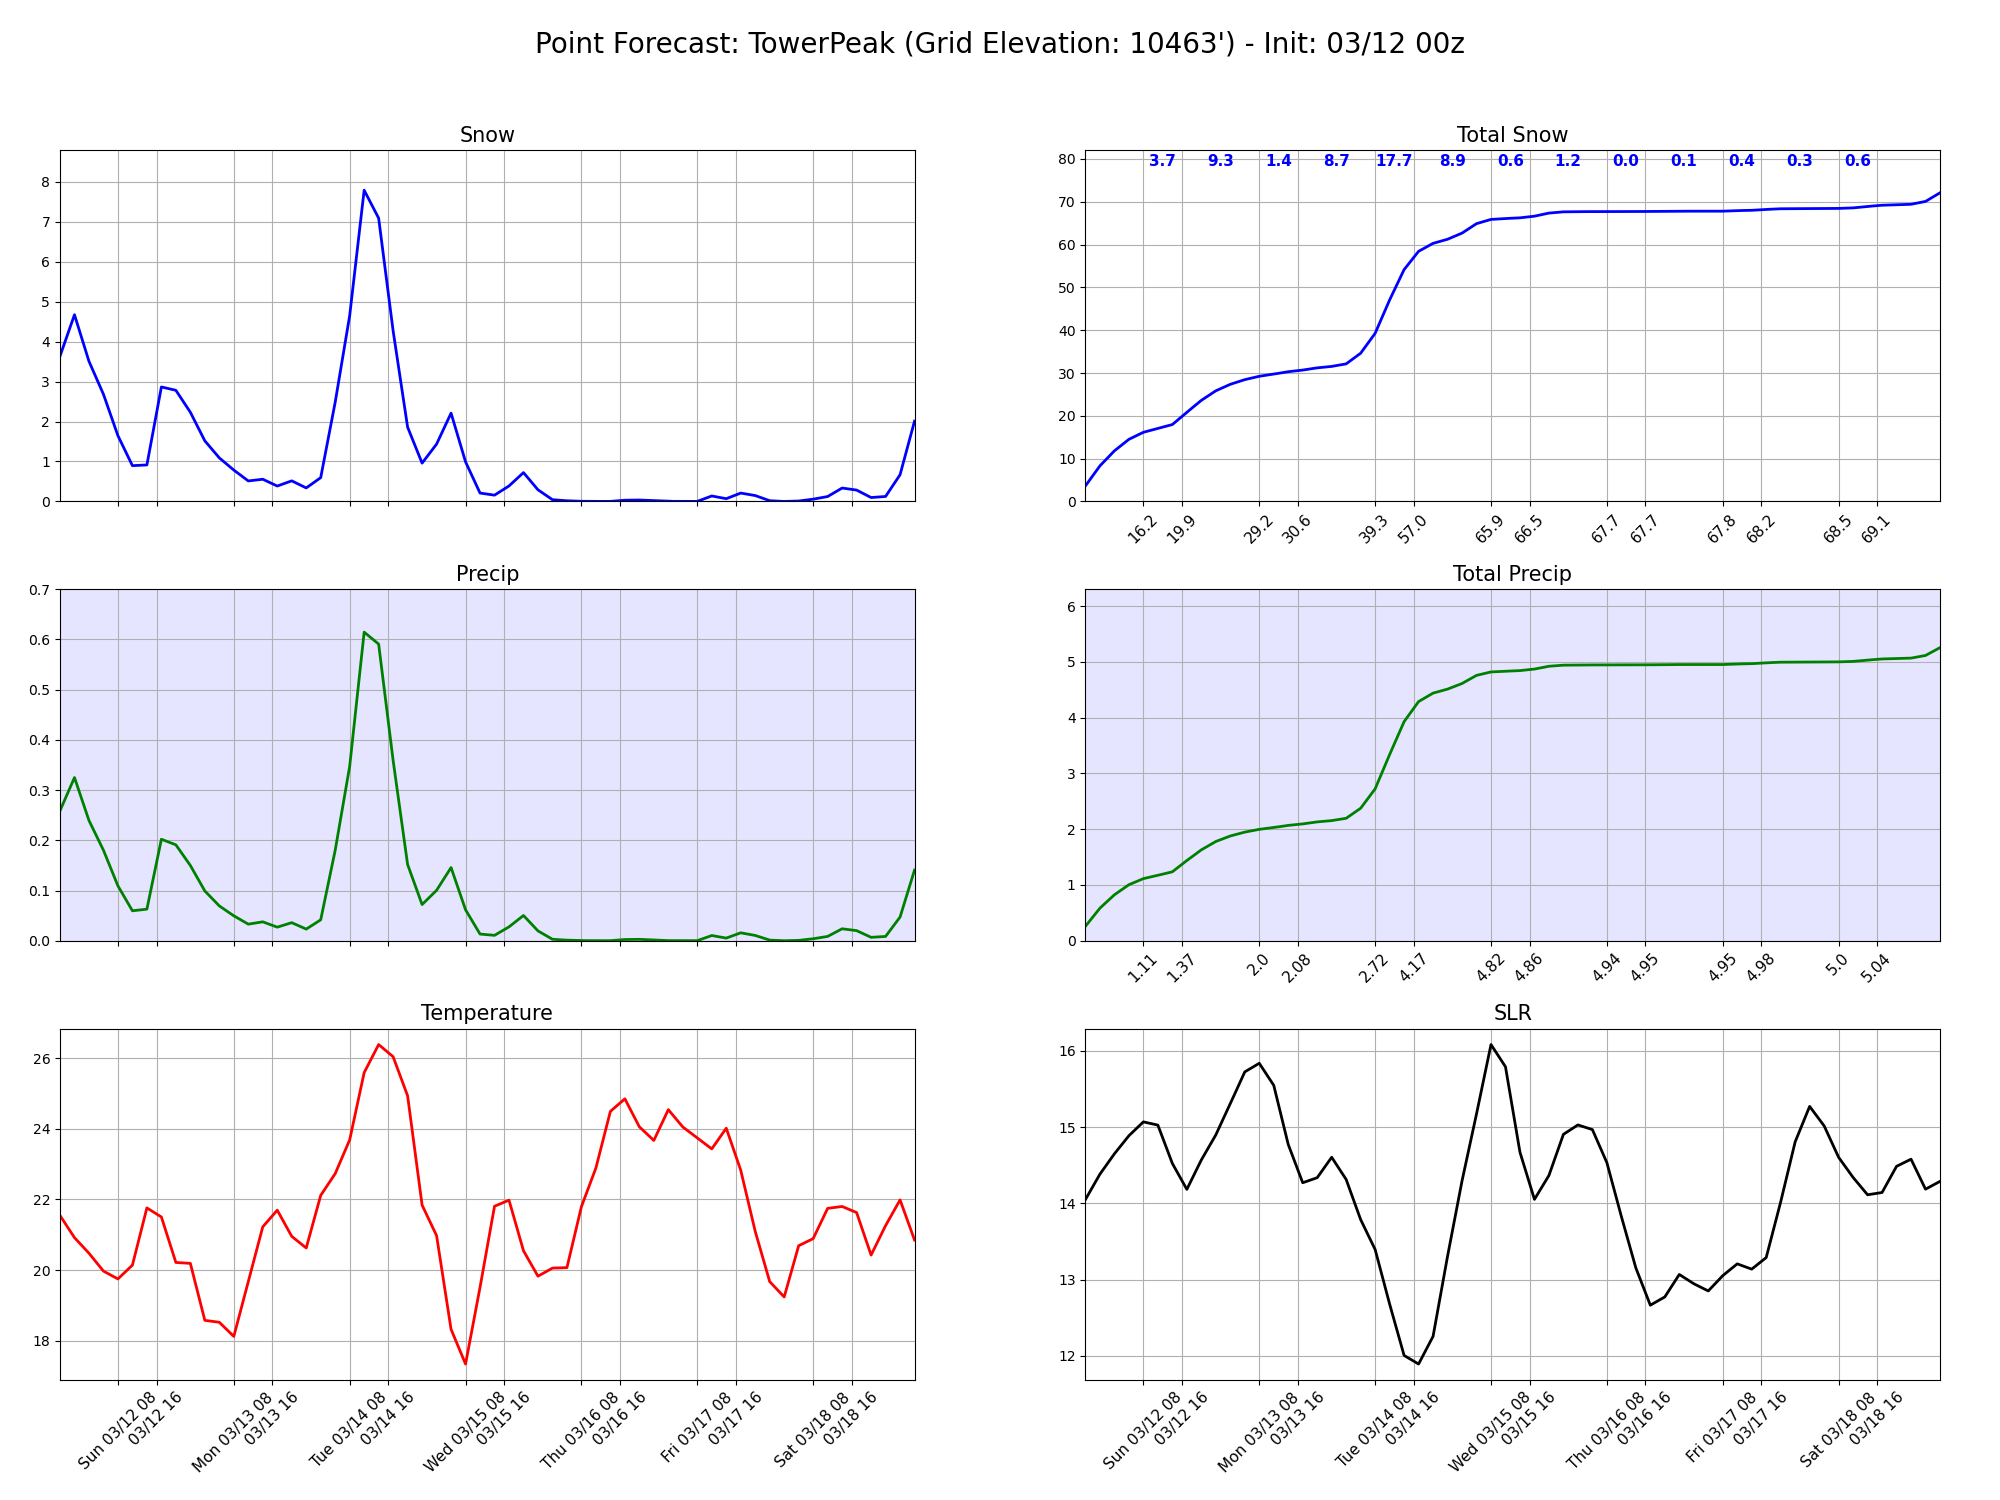 Point Forecast: TowerPeak (Grid Elevation: 10463') - Init: 03/12 00z
Snow
8
7
6
5
4
3
2
1
0
Total Snow
3.7 9.3 1.4 8.7 17.7 8.9 0.6 1.2 0.0 0.1 0.4 0.3 0.6
80
70
60
50
40
30
20
10
0
16.2 19.9 29.2 30.6 39.3 57.0 65.9 66.5 67.7 67.7 67.8 68.2 68.5 69.1
Precip
0.7
0.6
0.5
0.4
0.3
0.2
0.1
0.0
Total Precip
6
5
4
3
2
1
0
1.11 1.37 2.0 2.08 2.72 4.17 4.82 4.86 4.94 4.95 4.95 4.98 5.0 5.04
Temperature
26
24
22
20
18
Sun 03/12 08
03/12 16
Mon 03/13 08
03/13 16
Tue 03/14 08
03/14 16
Wed 03/15 08
03/15 16
Thu 03/16 08
03/16 16
Fri 03/17 08
03/17 16
Sat 03/18 08
03/18 16
SLR
16
15
14
13
12
Sun 03/12 08
03/12 16
Mon 03/13 08
03/13 16
Tue 03/14 08
03/14 16
Wed 03/15 08
03/15 16
Thu 03/16 08
03/16 16
Fri 03/17 08
03/17 16
Sat 03/18 08
03/18 16